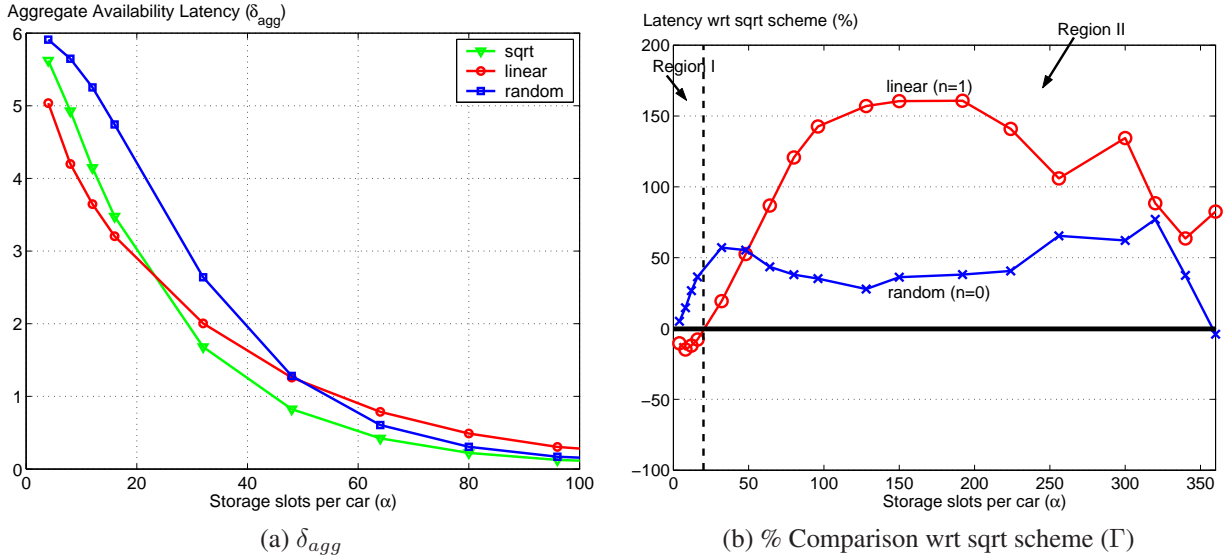 Aggregate Availability Latency (δagg)
6
5
4
3
2
1
0
sqrt
linear
random
0 20 40 60 80 100
Storage slots per car (α)
(a) δagg
Latency wrt sqrt scheme (%)
200
150
100
50
0
−50
−100
Region I
Region II
linear (n=1)
random (n=0)
0 50 100 150 200 250 300 350
Storage slots per car (α)
(b) % Comparison wrt sqrt scheme (Γ)